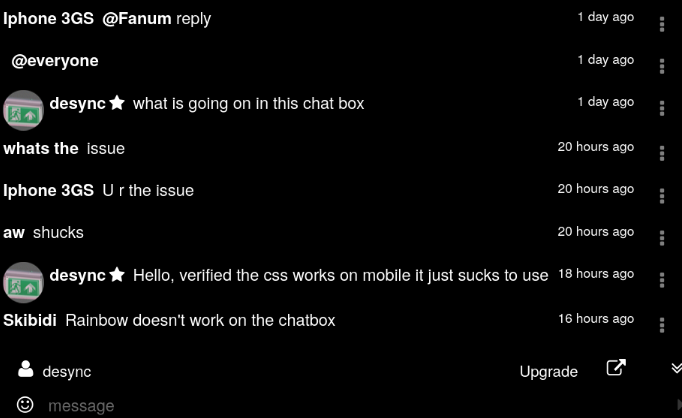 Iphone 3GS @Fanum reply 1 day ago
@everyone 1 day ago
desync what is going on in this chat box 1 day ago
whats the issue 20 hours ago
Iphone 3GS U r the issue 20 hours ago
aw shucks 20 hours ago
desync Hello, verified the css works on mobile it just sucks to use 18 hours ago
Skibidi Rainbow doesn't work on the chatbox 16 hours ago
desync Upgrade
message